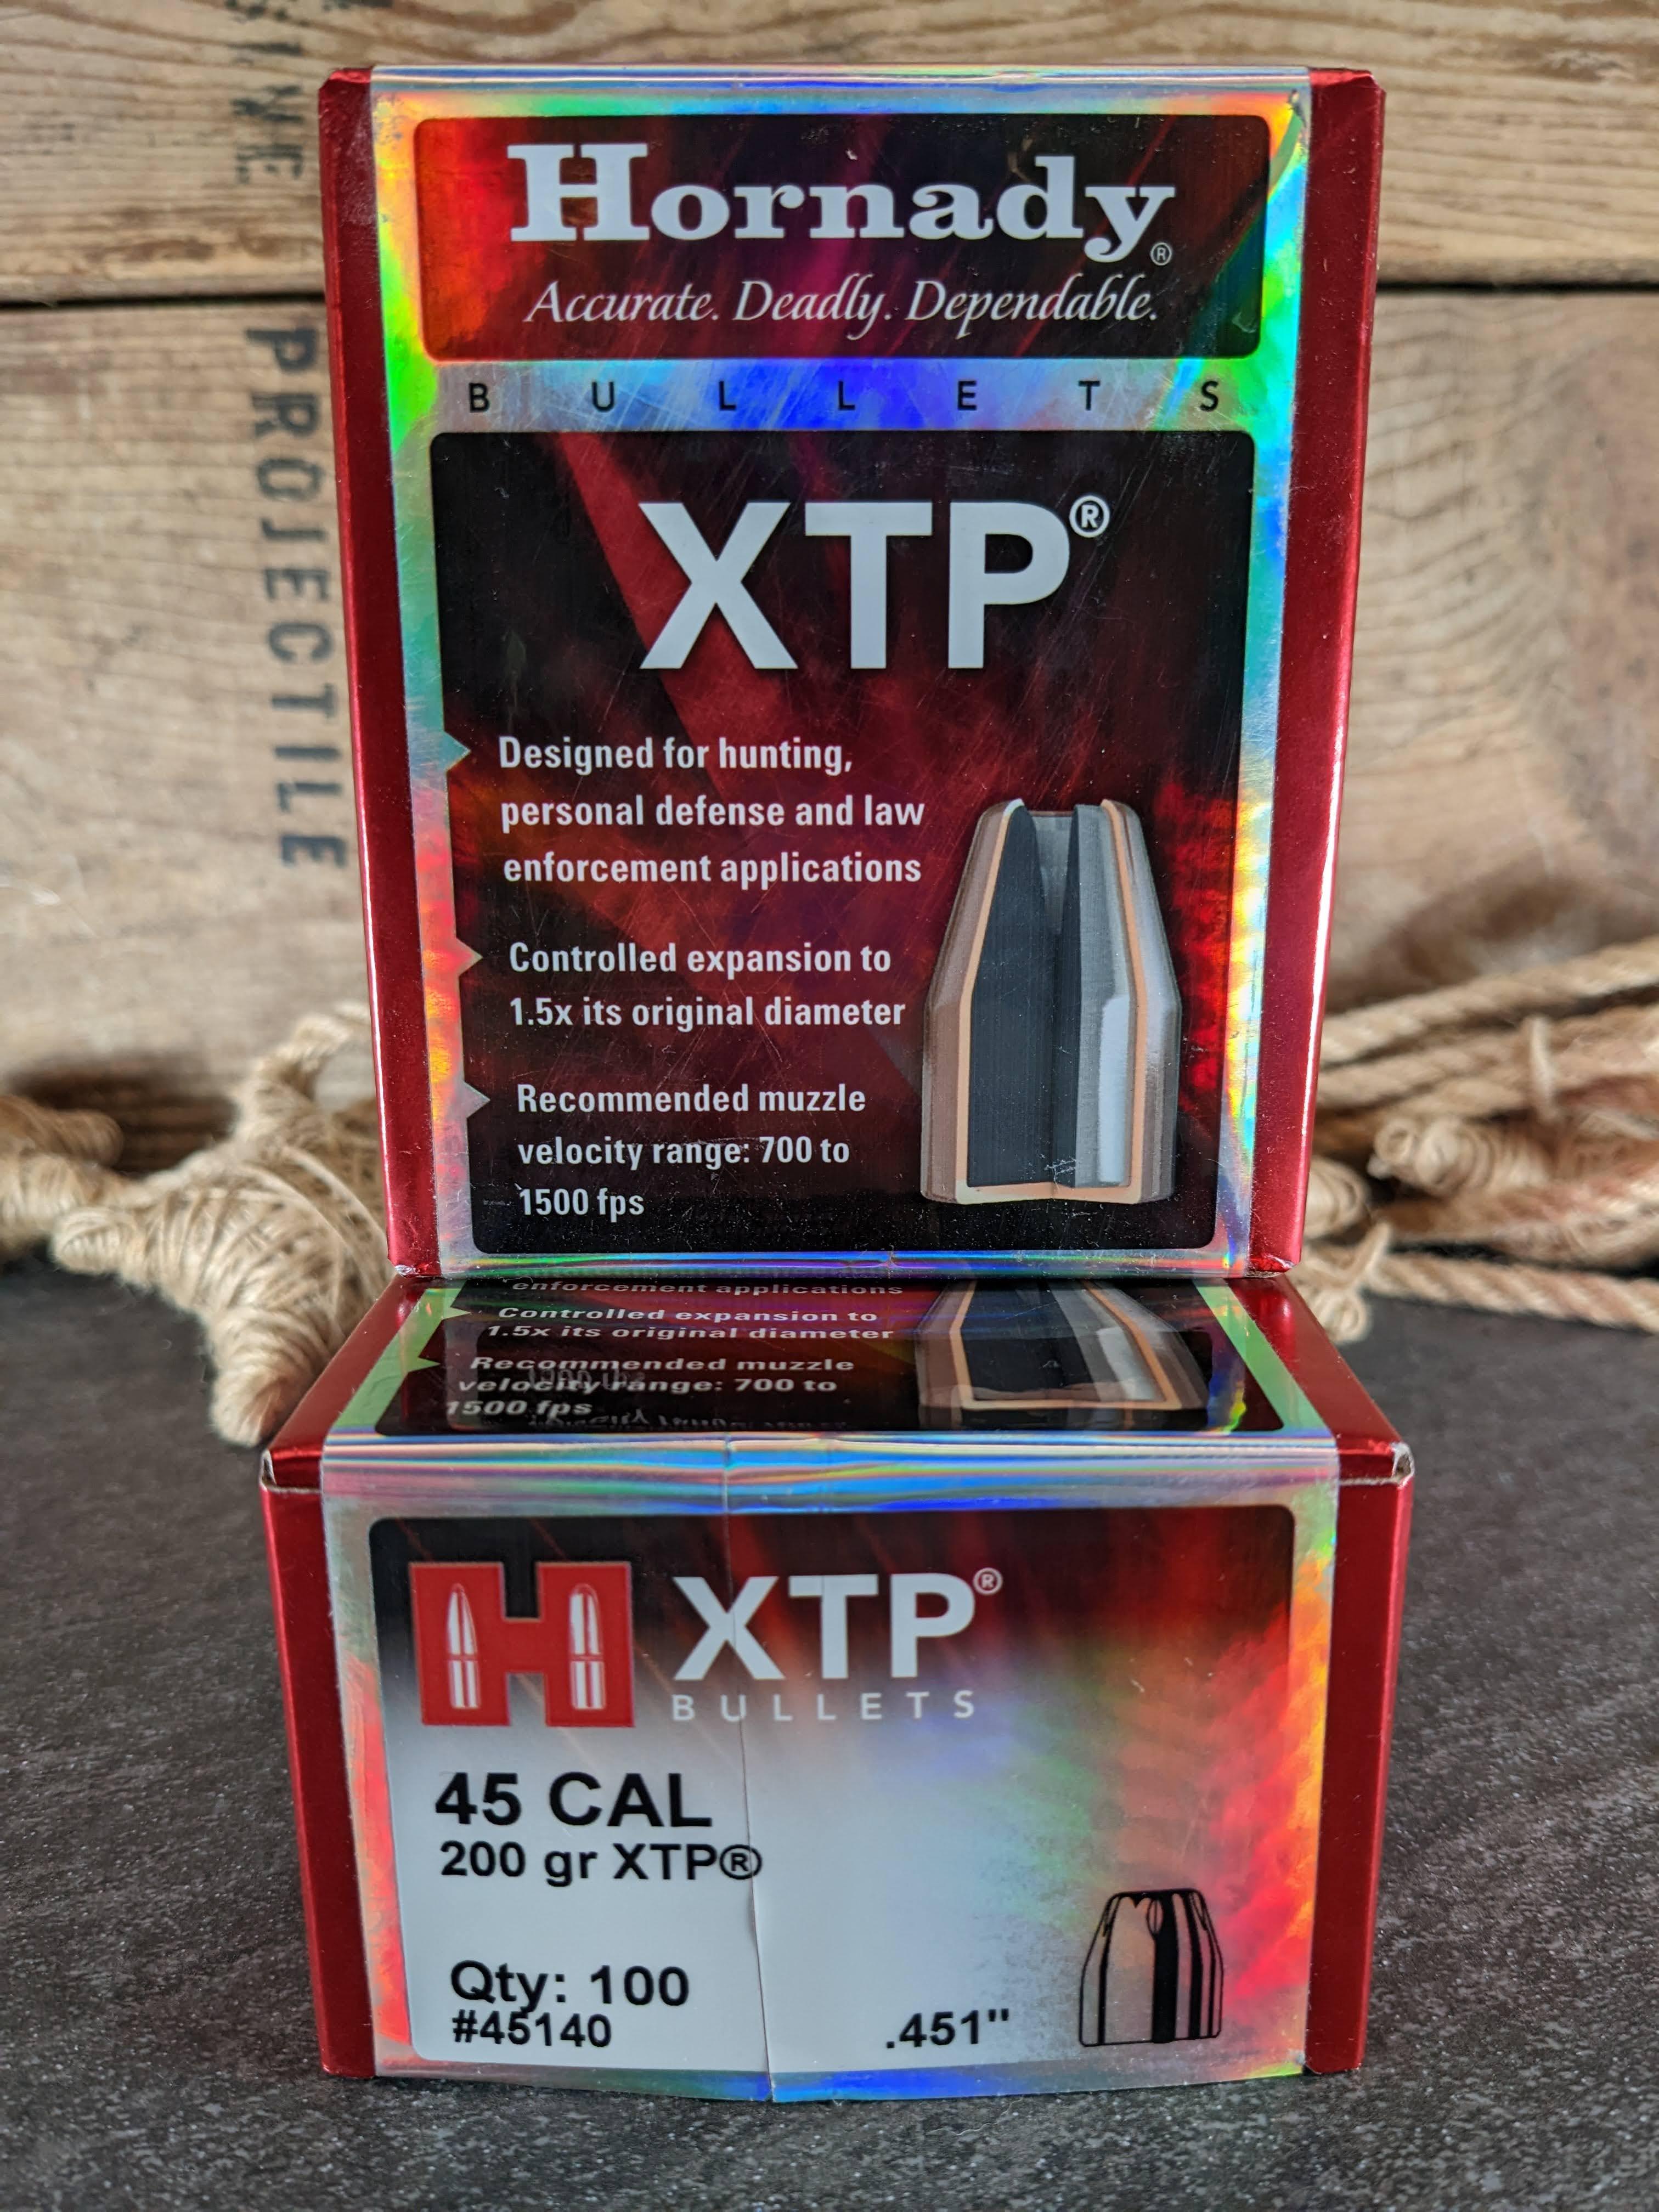 PROJECTILE
Hornady®
Accurate. Deadly. Dependable.
BULLETS
XTP®
Designed for hunting,
personal defense and law
enforcement applications
Controlled expansion to
1.5x its original diameter
Recommended muzzle
velocity range: 700 to
1500 fps
enforcement applications
Controlled expansion to
1.5x its original diameter
Recommended muzzle
velocity range: 700 to
1500 fps
H XTP®
BULLETS
45 CAL
200 gr XTP®
Qty: 100
#45140
.451"